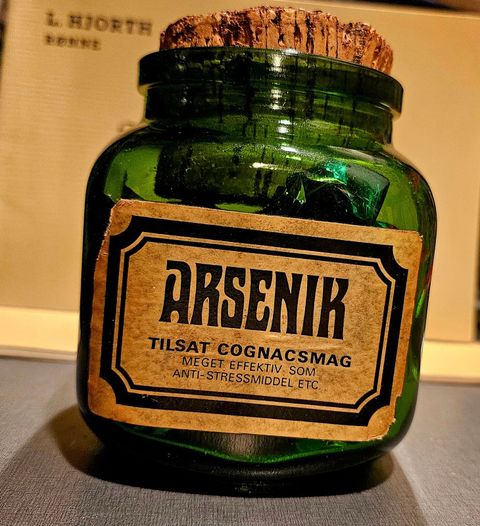 L. HJORTH
RØNNE
ARSENIK
TILSAT COGNACSMAG
MEGET EFFEKTIV SOM
ANTI-STRESSMIDDEL ETC